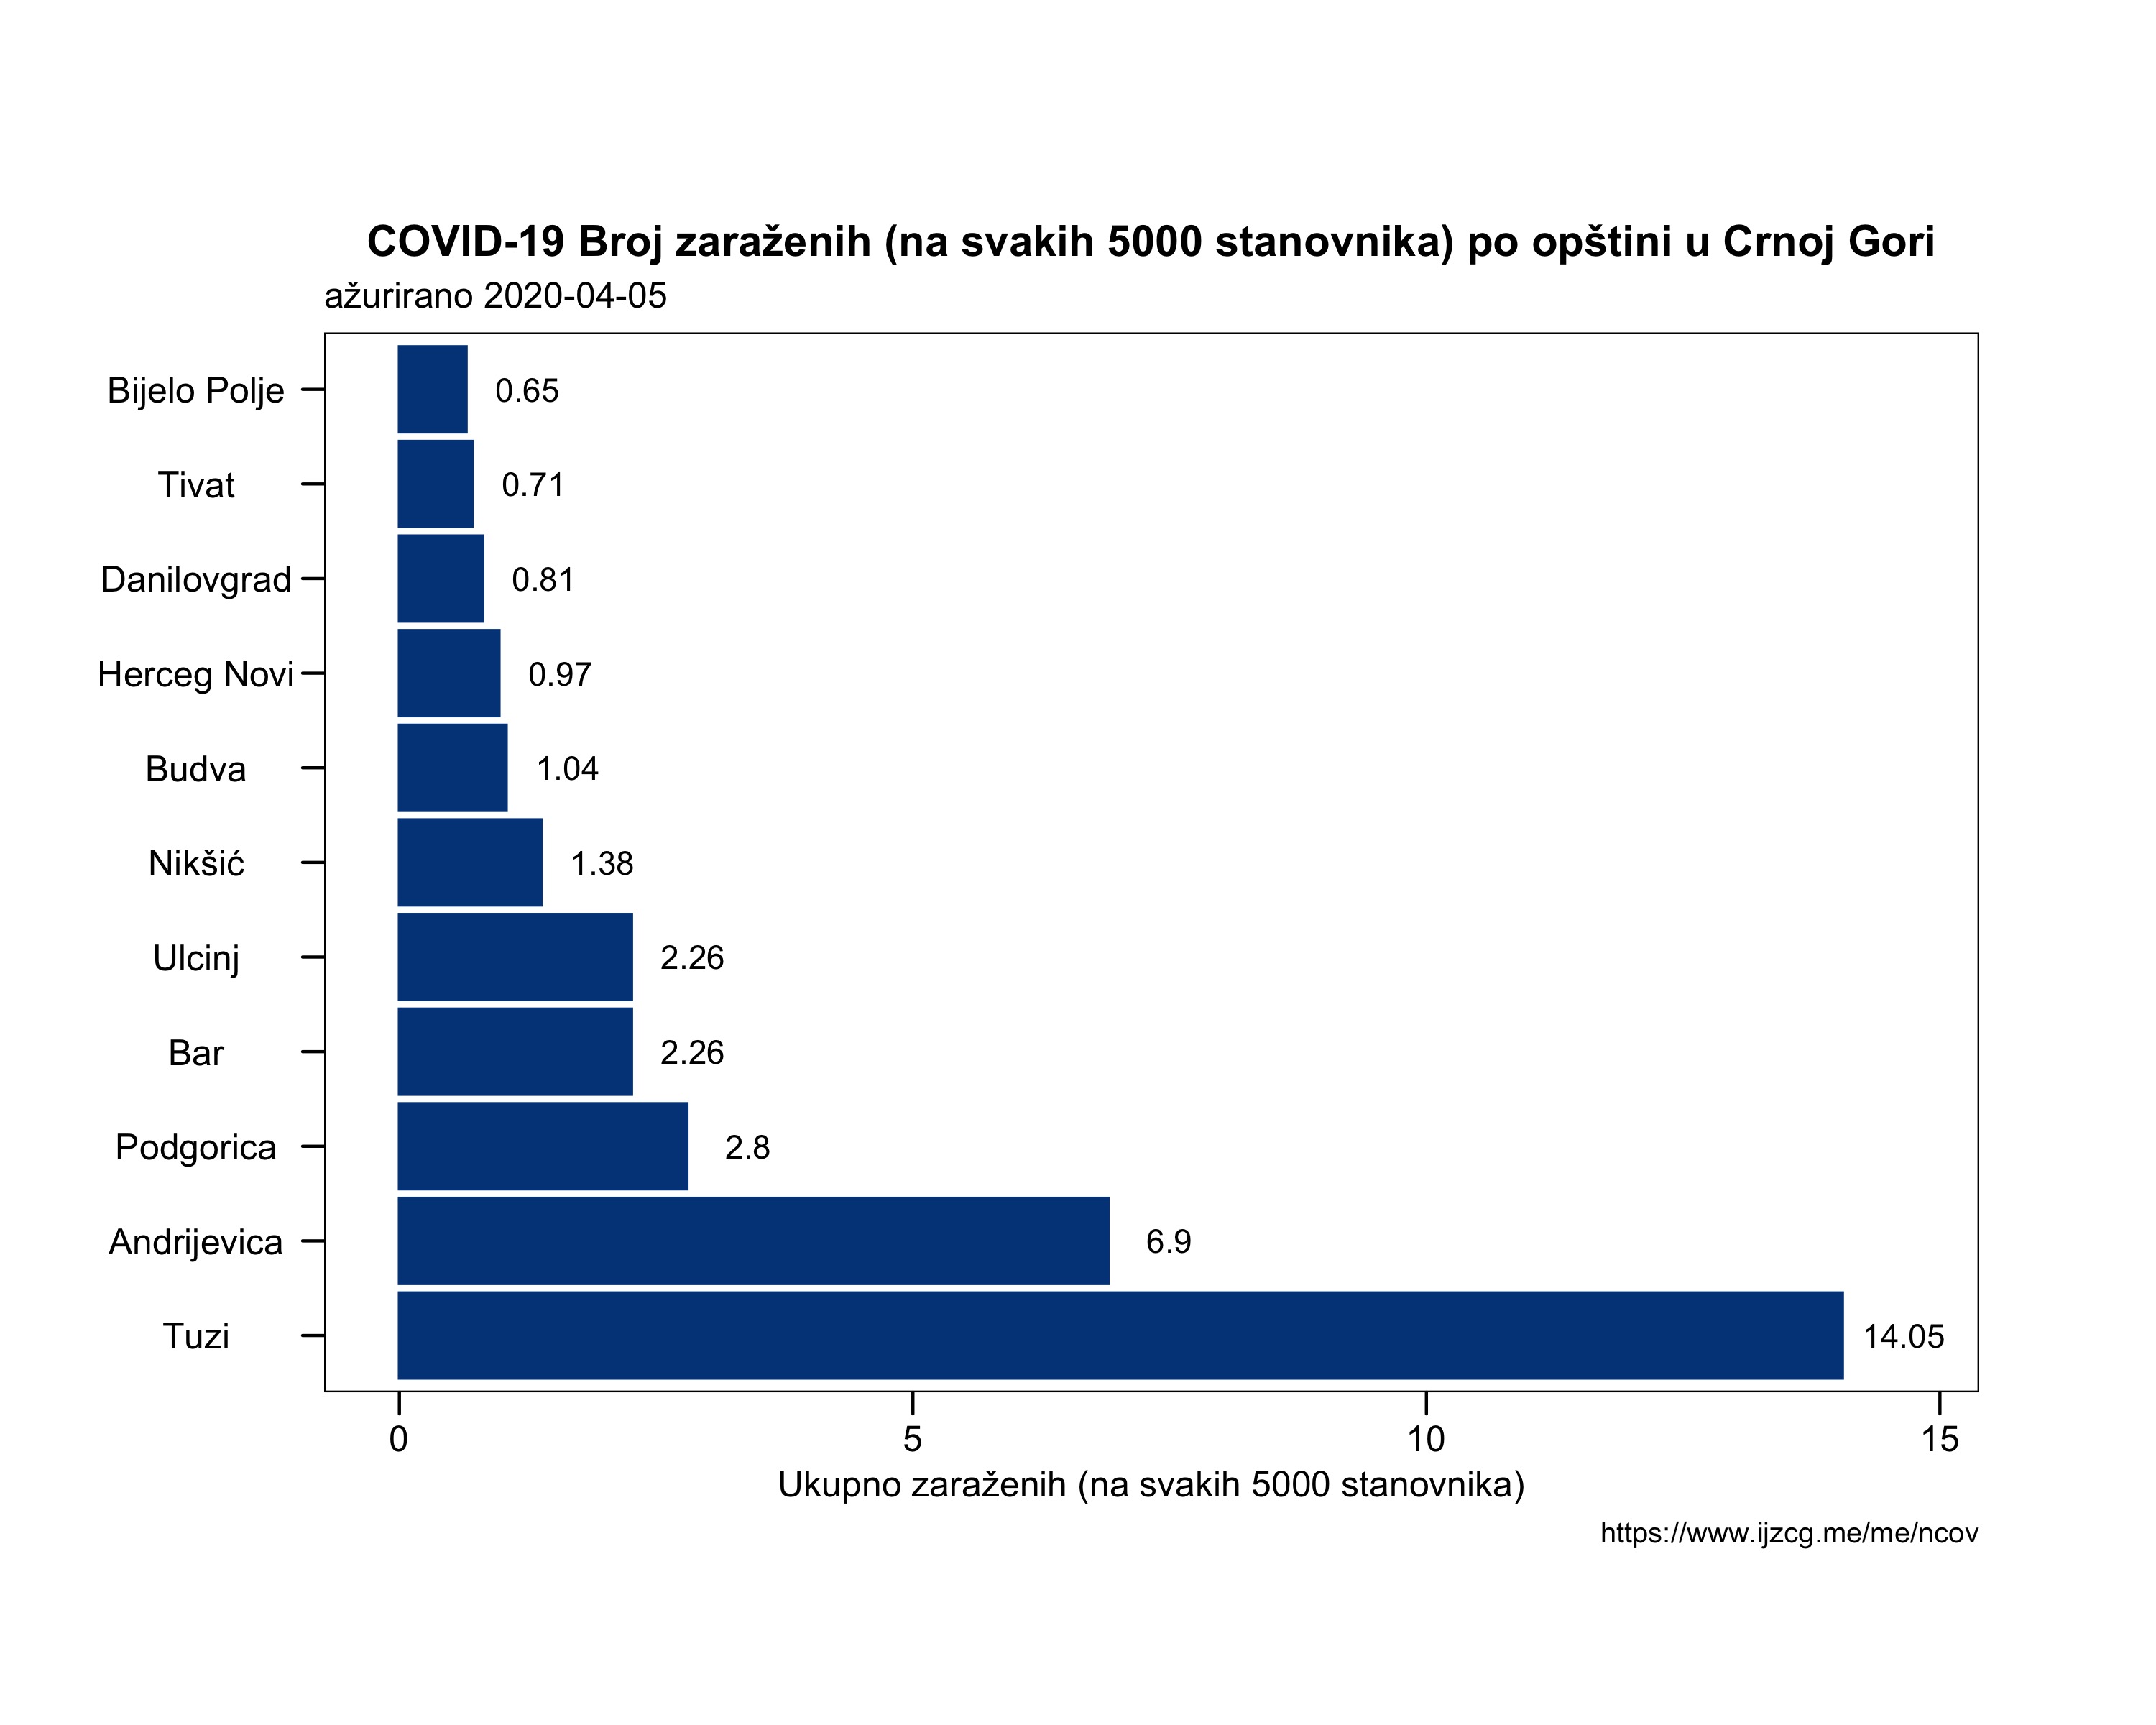 COVID-19 Broj zaraženih (na svakih 5000 stanovnika) po opštini u Crnoj Gori
ažurirano 2020-04-05
Bijelo Polje 0.65
Tivat 0.71
Danilovgrad 0.81
Herceg Novi 0.97
Budva 1.04
Nikšić 1.38
Ulcinj 2.26
Bar 2.26
Podgorica 2.8
Andrijevica 6.9
Tuzi 14.05
0 5 10 15
Ukupno zaraženih (na svakih 5000 stanovnika)
https://www.ijzcg.me/me/ncov